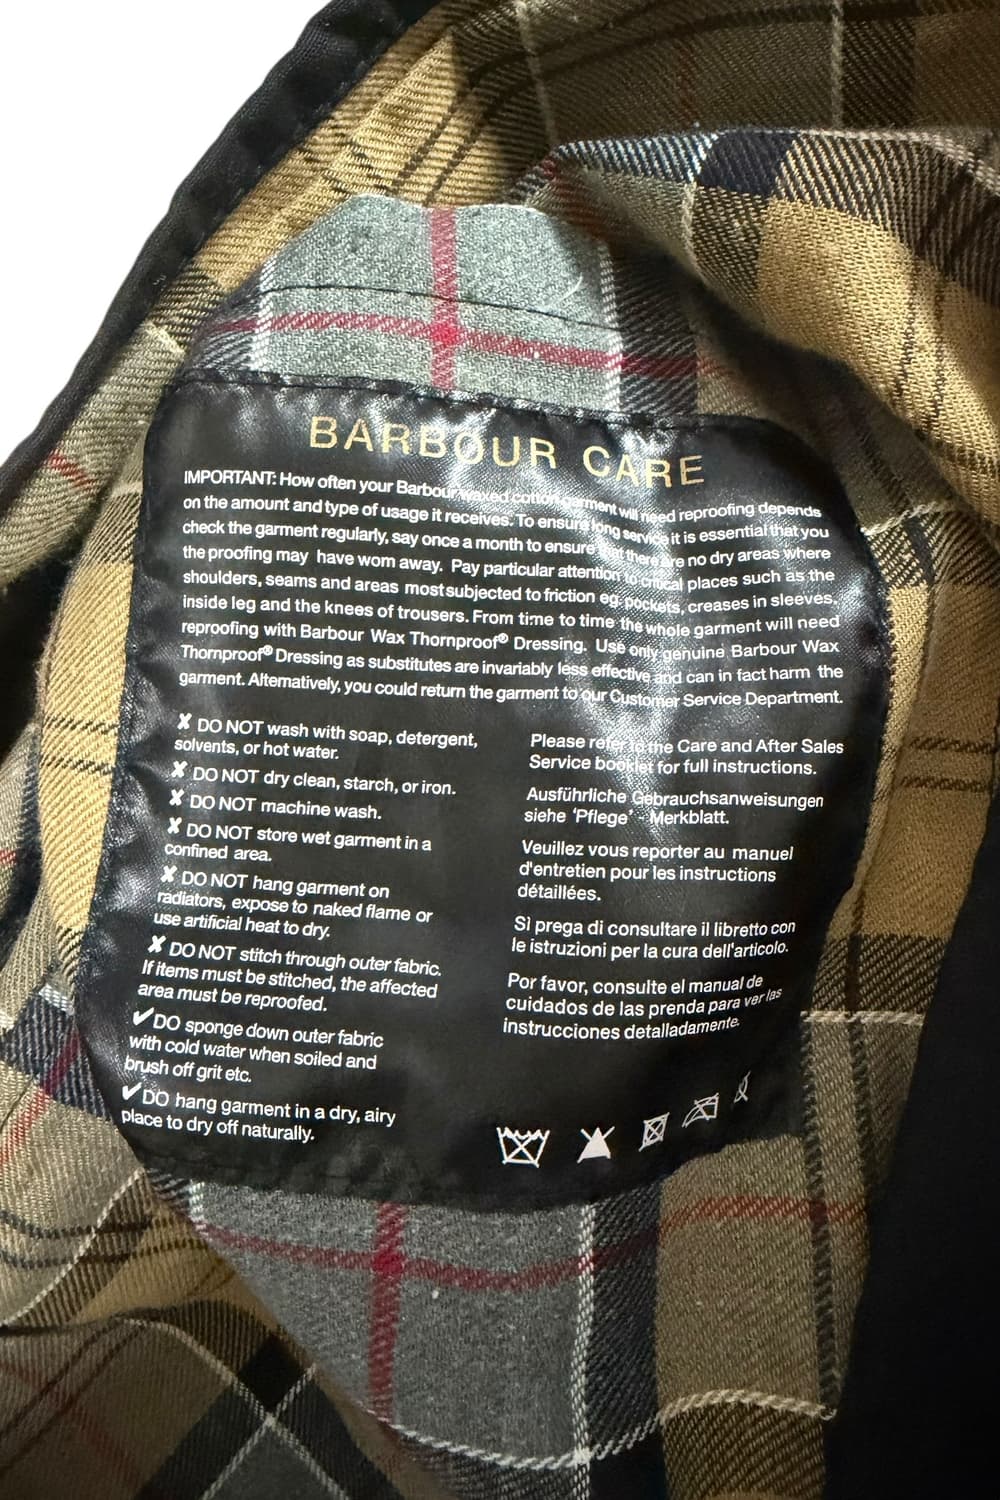 BARBOUR CARE
IMPORTANT: How often your Barbour waxed cotton garment will need reproofing depends
on the amount and type of usage it receives. To ensure long service it is essential that you
check the garment regularly, say once a month to ensure that there are no dry areas where
the proofing may have worn away. Pay particular attention to critical places such as the
shoulders, seams and areas most subjected to friction eg. pockets, creases in sleeves,
inside leg and the knees of trousers. From time to time the whole garment will need
reproofing with Barbour Wax Thornproof® Dressing. Use only genuine Barbour Wax
Thornproof® Dressing as substitutes are invariably less effective and can in fact harm the
garment. Alternatively, you could return the garment to our Customer Service Department.
✘ DO NOT wash with soap, detergent,
solvents, or hot water.
✘ DO NOT dry clean, starch, or iron.
✘ DO NOT machine wash.
✘ DO NOT store wet garment in a
confined area.
✘ DO NOT hang garment on
radiators, expose to naked flame or
use artificial heat to dry.
✘ DO NOT stitch through outer fabric.
If items must be stitched, the affected
area must be reproofed.
✔ DO sponge down outer fabric
with cold water when soiled and
brush off grit etc.
✔ DO hang garment in a dry, airy
place to dry off naturally.
Please refer to the Care and After Sales
Service booklet for full instructions.
Ausführliche Gebrauchsanweisungen
siehe 'Pflege' - Merkblatt.
Veuillez vous reporter au manuel
d'entretien pour les instructions
détaillées.
Si prega di consultare il libretto con
le istruzioni per la cura dell'articolo.
Por favor, consulte el manual de
cuidados de las prenda para ver las
instrucciones detalladamente.